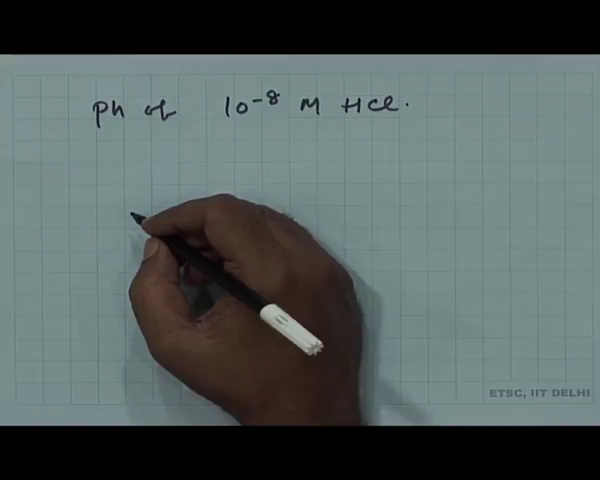 Ph of 10⁻⁸ M HCl.
ETSC, IIT DELHI